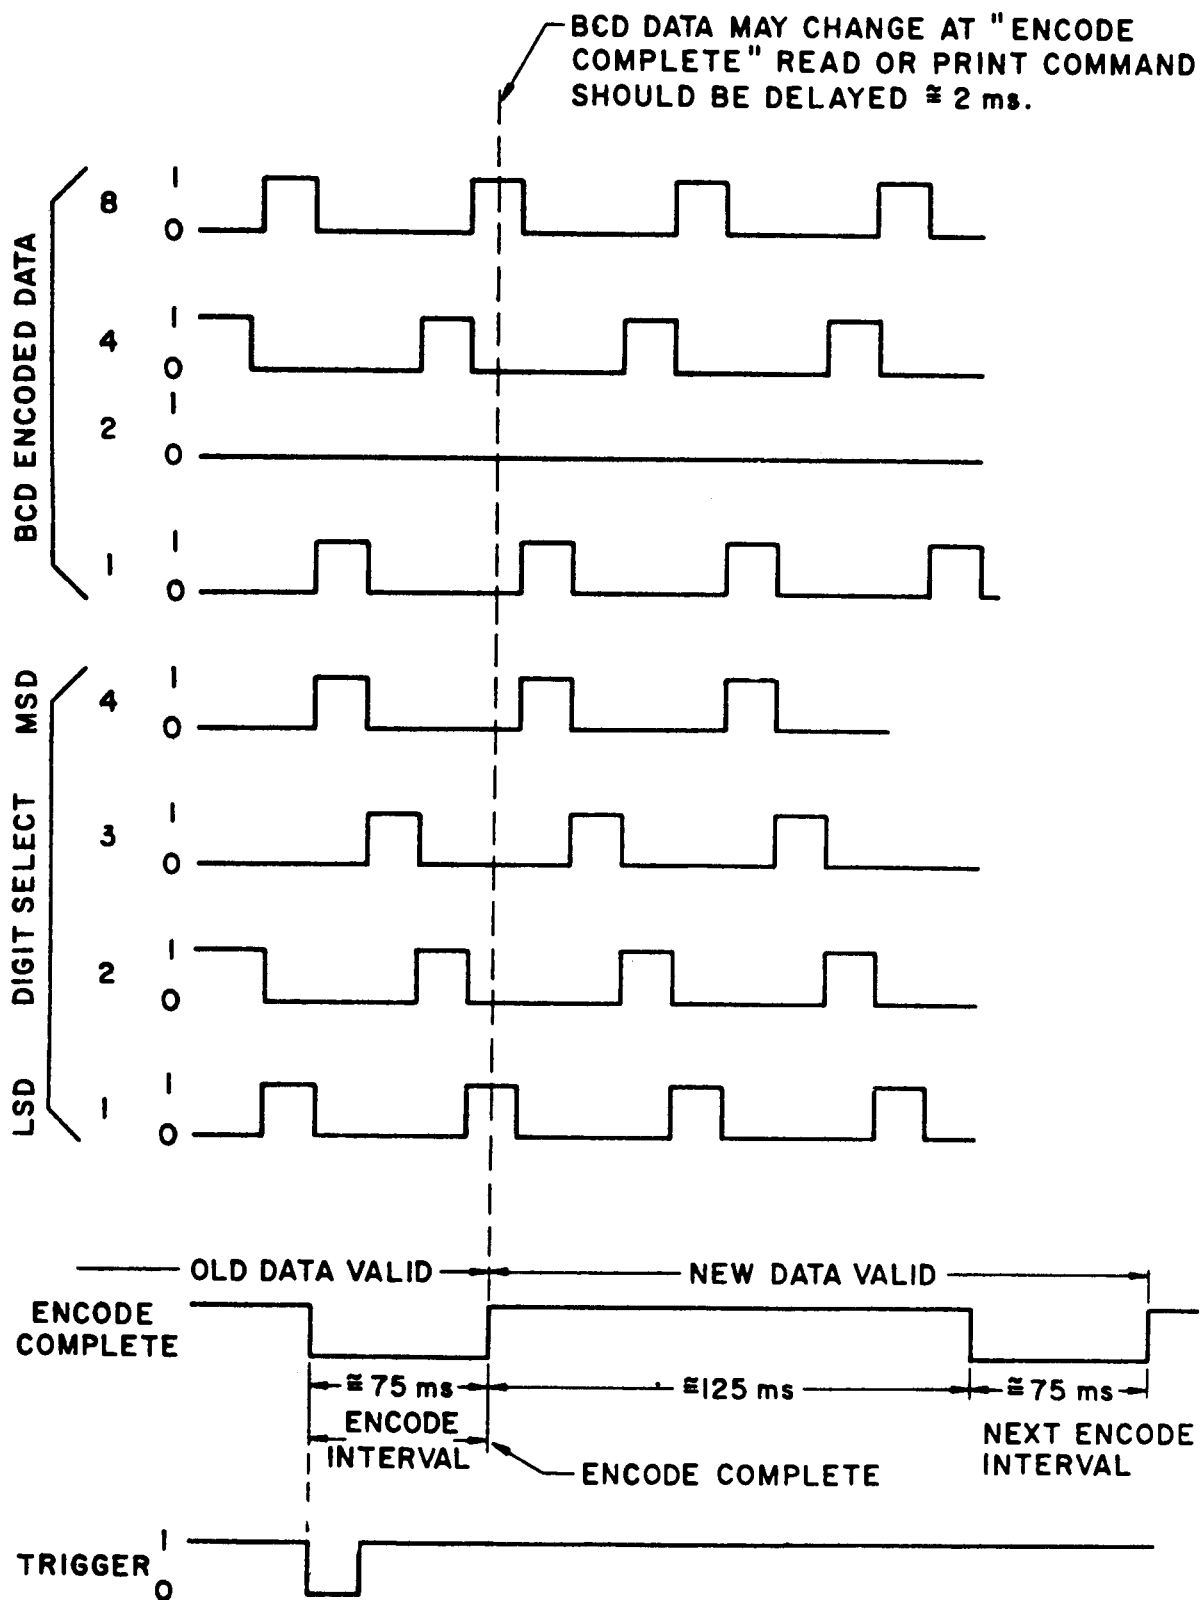 BCD DATA MAY CHANGE AT "ENCODE
COMPLETE" READ OR PRINT COMMAND
SHOULD BE DELAYED ≅ 2 ms.
BCD ENCODED DATA
8
1
0
4
1
0
2
1
0
1
1
0
LSD DIGIT SELECT MSD
4
1
0
3
1
0
2
1
0
1
1
0
OLD DATA VALID
NEW DATA VALID
ENCODE
COMPLETE
≅ 75 ms
≅125 ms
≅ 75 ms
ENCODE
INTERVAL
NEXT ENCODE
INTERVAL
ENCODE COMPLETE
TRIGGER
1
0